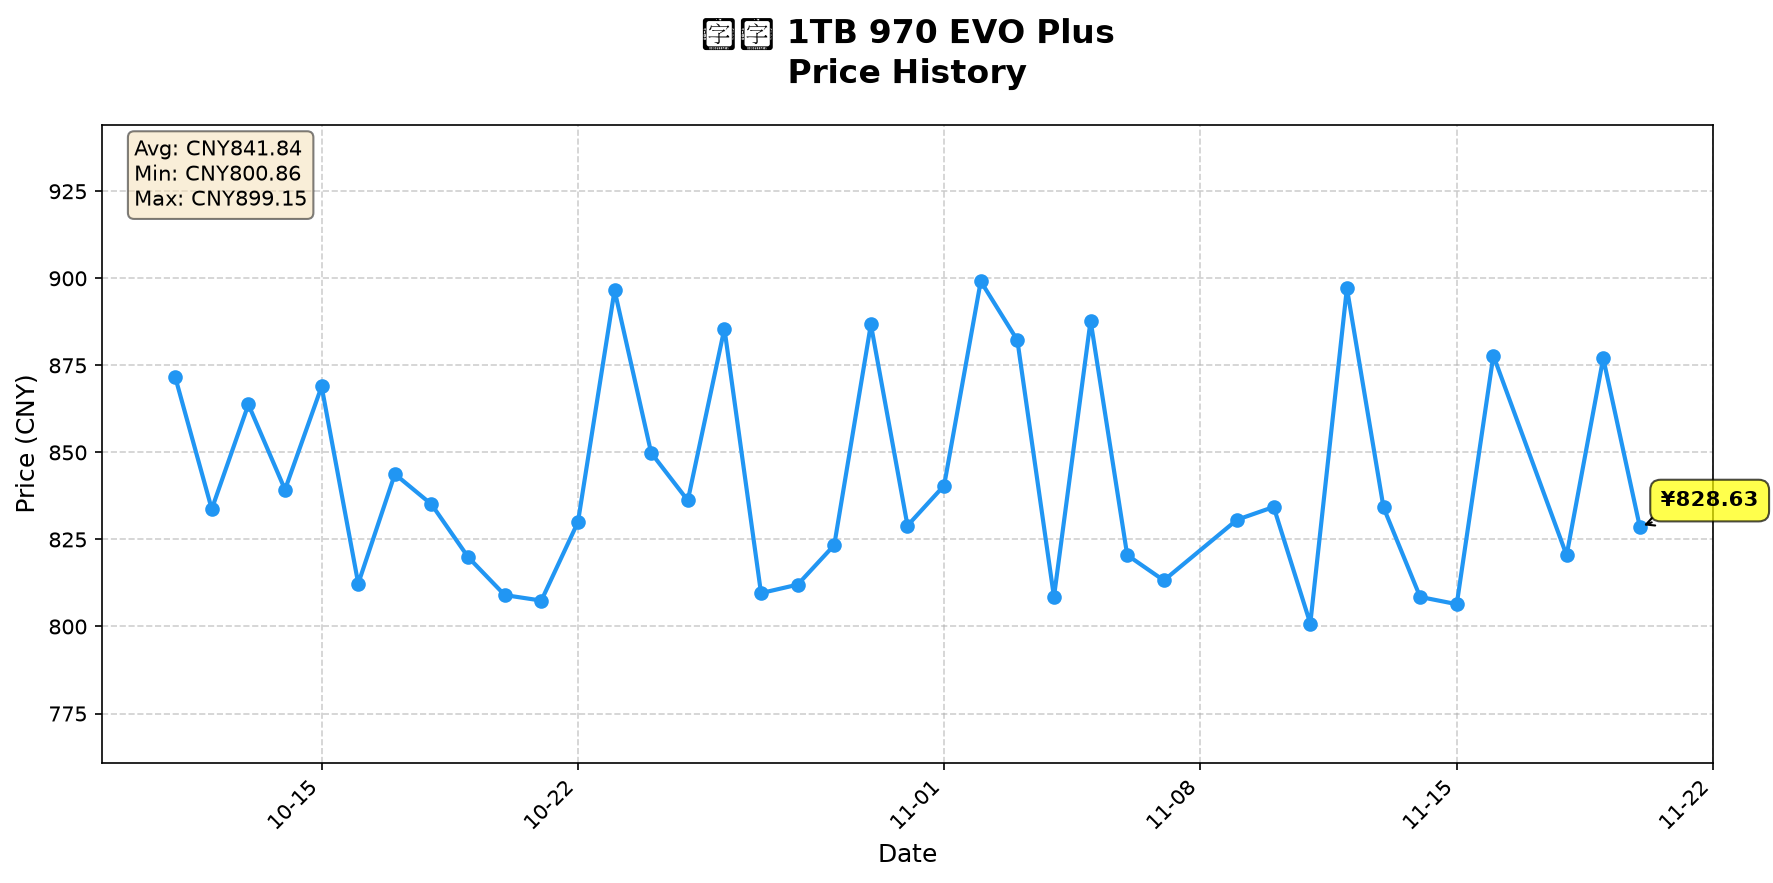 1TB 970 EVO Plus
Price History
Avg: CNY841.84
Min: CNY800.86
Max: CNY899.15
925
900
875
850
825
800
775
Price (CNY)
¥828.63
10-15
10-22
11-01
11-08
11-15
11-22
Date